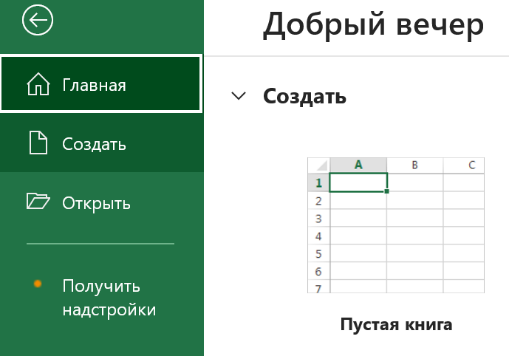 Добрый вечер
Главная
Создать
Открыть
Получить
надстройки
Создать
A B C
1
2
3
4
5
6
7
Пустая книга